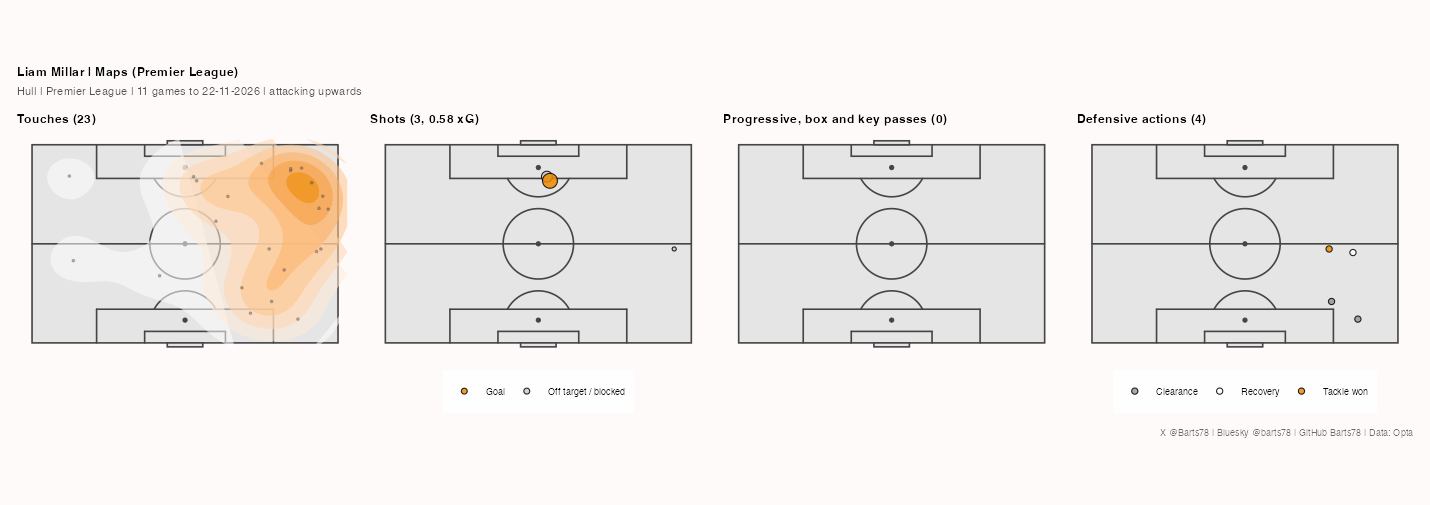 Liam Millar | Maps (Premier League)
Hull | Premier League | 11 games to 22-11-2026 | attacking upwards
Touches (23)
Shots (3, 0.58 xG)
Progressive, box and key passes (0)
Defensive actions (4)
Goal
Off target / blocked
Clearance
Recovery
Tackle won
X @Barts78 | Bluesky @barts78 | GitHub Barts78 | Data: Opta